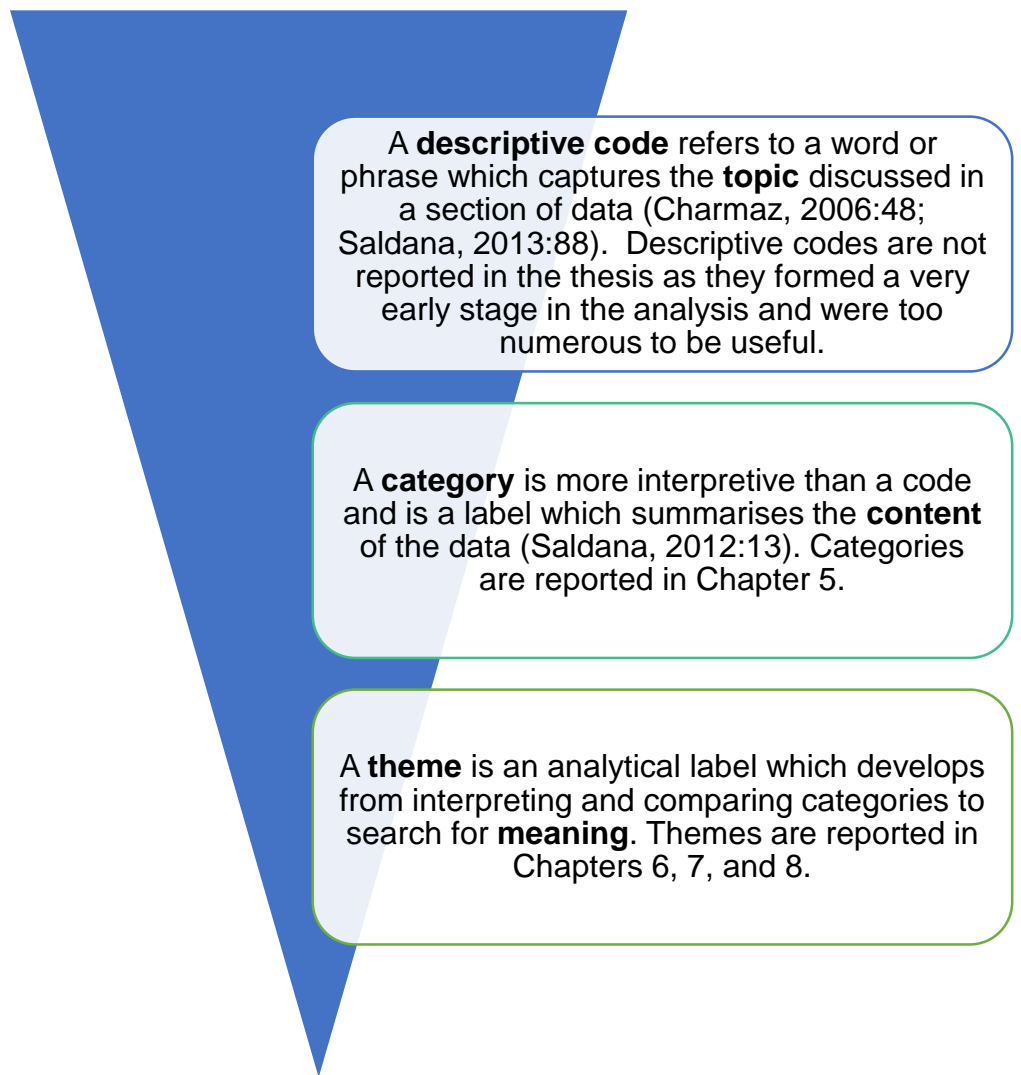 A descriptive code refers to a word or
phrase which captures the topic discussed in
a section of data (Charmaz, 2006:48;
Saldana, 2013:88).  Descriptive codes are not
reported in the thesis as they formed a very
early stage in the analysis and were too
numerous to be useful.
A category is more interpretive than a code
and is a label which summarises the content
of the data (Saldana, 2012:13). Categories
are reported in Chapter 5.
A theme is an analytical label which develops
from interpreting and comparing categories to
search for meaning. Themes are reported in
Chapters 6, 7, and 8.